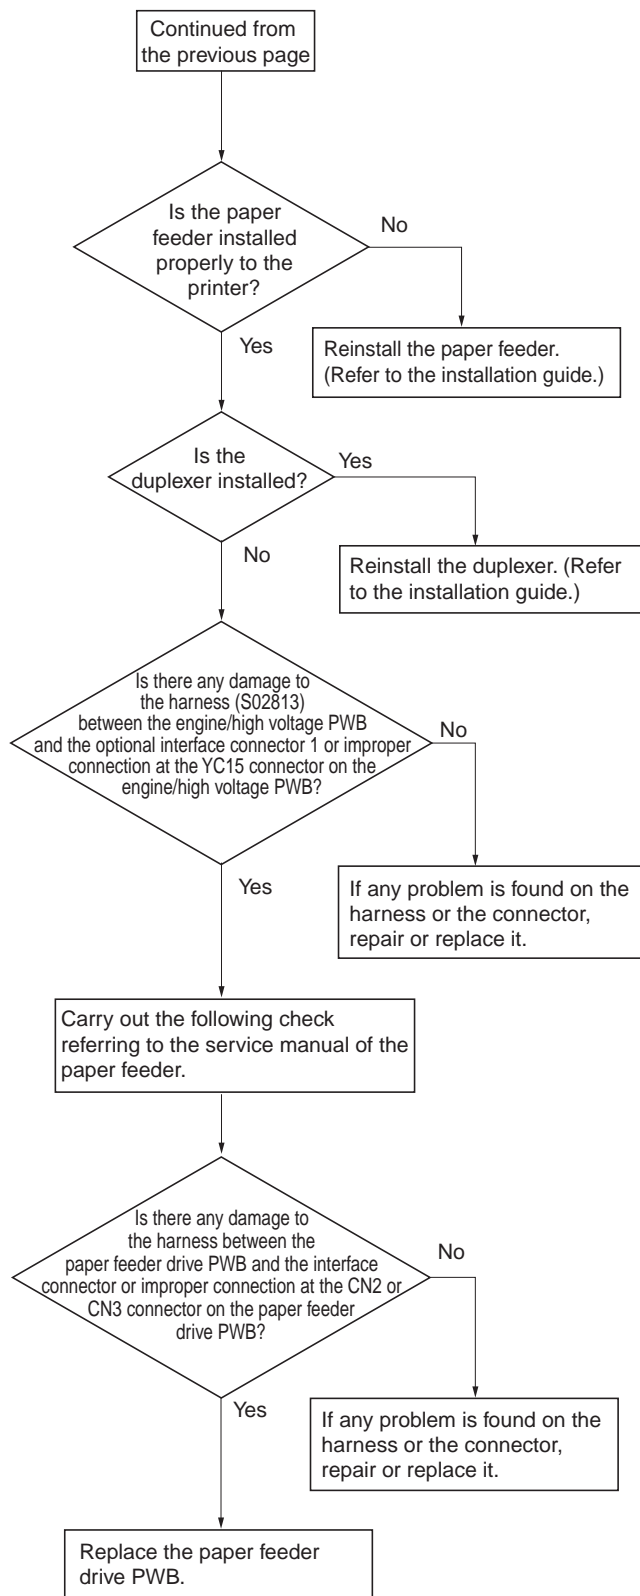 Continued from
the previous page
Is the paper
feeder installed
properly to the
printer?
No
Yes
Reinstall the paper feeder.
(Refer to the installation guide.)
Is the
duplexer installed?
Yes
No
Reinstall the duplexer. (Refer
to the installation guide.)
Is there any damage to
the harness (S02813)
between the engine/high voltage PWB
and the optional interface connector 1 or improper
connection at the YC15 connector on the
engine/high voltage PWB?
No
Yes
If any problem is found on the
harness or the connector,
repair or replace it.
Carry out the following check
referring to the service manual of the
paper feeder.
Is there any damage to
the harness between the
paper feeder drive PWB and the interface
connector or improper connection at the CN2 or
CN3 connector on the paper feeder
drive PWB?
No
Yes
If any problem is found on the
harness or the connector,
repair or replace it.
Replace the paper feeder
drive PWB.